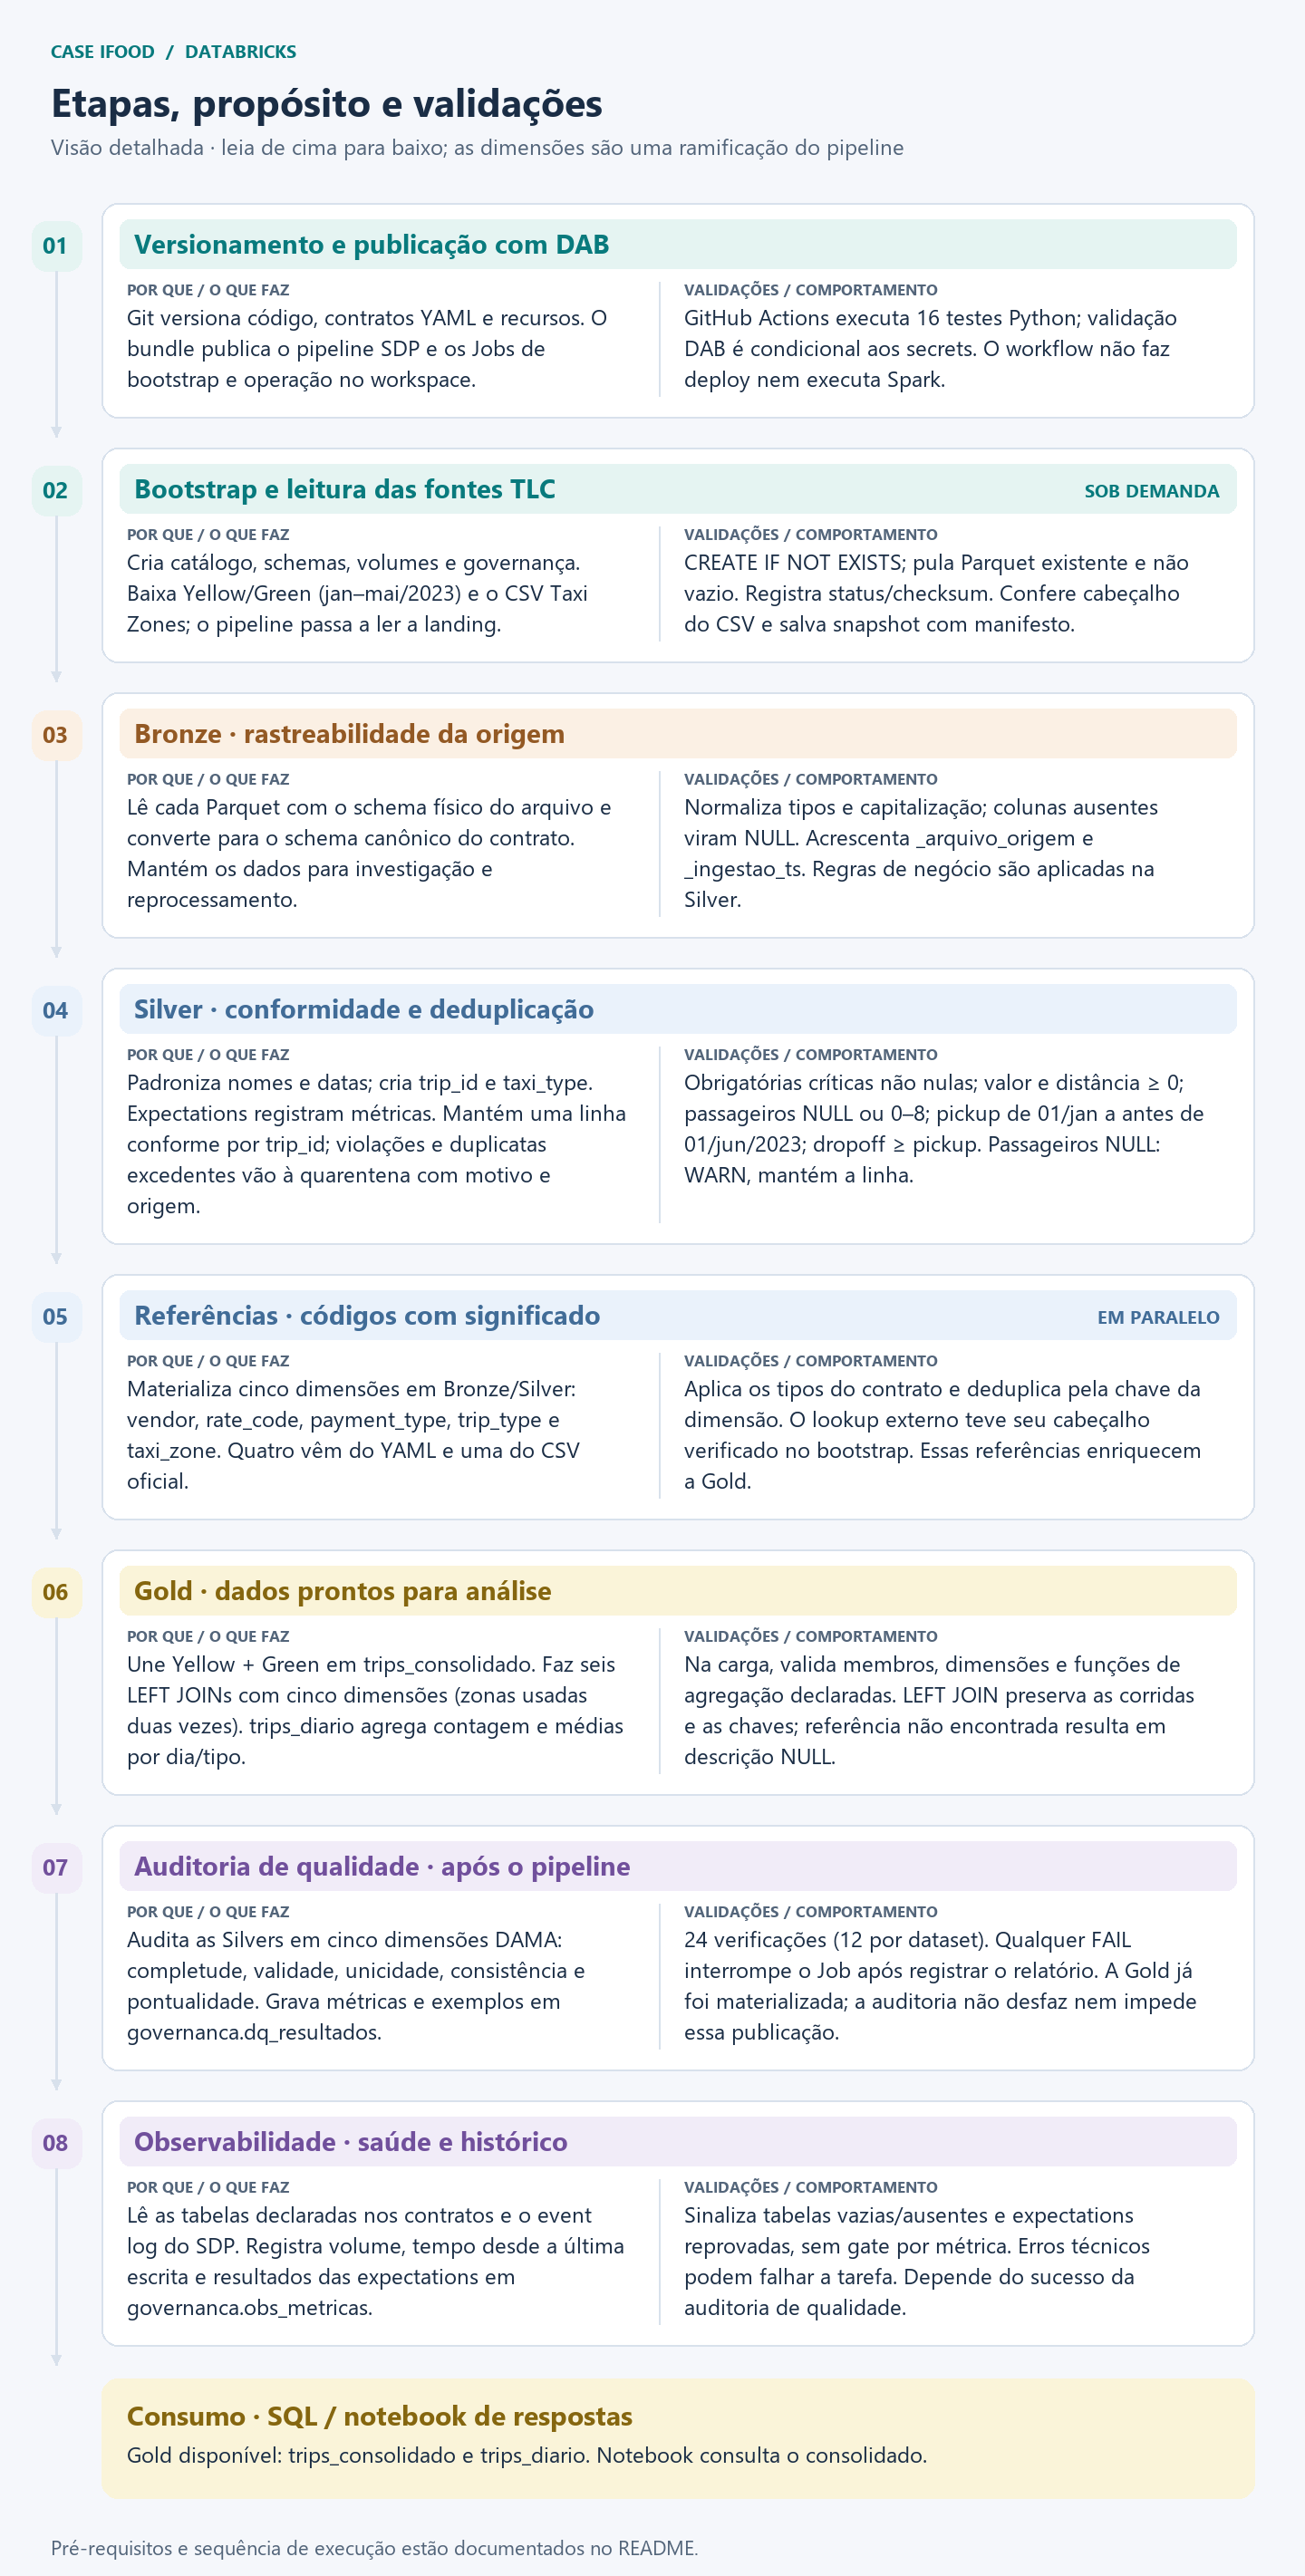 CASE IFOOD / DATABRICKS
Etapas, propósito e validações
Visão detalhada · leia de cima para baixo; as dimensões são uma ramificação do pipeline
01
Versionamento e publicação com DAB
POR QUE / O QUE FAZ
Git versiona código, contratos YAML e recursos. O
bundle publica o pipeline SDP e os Jobs de
bootstrap e operação no workspace.
VALIDAÇÕES / COMPORTAMENTO
GitHub Actions executa 16 testes Python; validação
DAB é condicional aos secrets. O workflow não faz
deploy nem executa Spark.
02
Bootstrap e leitura das fontes TLC
SOB DEMANDA
POR QUE / O QUE FAZ
Cria catálogo, schemas, volumes e governança.
Baixa Yellow/Green (jan–mai/2023) e o CSV Taxi
Zones; o pipeline passa a ler a landing.
VALIDAÇÕES / COMPORTAMENTO
CREATE IF NOT EXISTS; pula Parquet existente e não
vazio. Registra status/checksum. Confere cabeçalho
do CSV e salva snapshot com manifesto.
03
Bronze · rastreabilidade da origem
POR QUE / O QUE FAZ
Lê cada Parquet com o schema físico do arquivo e
converte para o schema canônico do contrato.
Mantém os dados para investigação e
reprocessamento.
VALIDAÇÕES / COMPORTAMENTO
Normaliza tipos e capitalização; colunas ausentes
viram NULL. Acrescenta _arquivo_origem e
_ingestao_ts. Regras de negócio são aplicadas na
Silver.
04
Silver · conformidade e deduplicação
POR QUE / O QUE FAZ
Padroniza nomes e datas; cria trip_id e taxi_type.
Expectations registram métricas. Mantém uma linha
conforme por trip_id; violações e duplicatas
excedentes vão à quarentena com motivo e
origem.
VALIDAÇÕES / COMPORTAMENTO
Obrigatórias críticas não nulas; valor e distância ≥ 0;
passageiros NULL ou 0–8; pickup de 01/jan a antes de
01/jun/2023; dropoff ≥ pickup. Passageiros NULL:
WARN, mantém a linha.
05
Referências · códigos com significado
EM PARALELO
POR QUE / O QUE FAZ
Materializa cinco dimensões em Bronze/Silver:
vendor, rate_code, payment_type, trip_type e
taxi_zone. Quatro vêm do YAML e uma do CSV
oficial.
VALIDAÇÕES / COMPORTAMENTO
Aplica os tipos do contrato e deduplica pela chave da
dimensão. O lookup externo teve seu cabeçalho
verificado no bootstrap. Essas referências enriquecem
a Gold.
06
Gold · dados prontos para análise
POR QUE / O QUE FAZ
Une Yellow + Green em trips_consolidado. Faz seis
LEFT JOINs com cinco dimensões (zonas usadas
duas vezes). trips_diario agrega contagem e médias
por dia/tipo.
VALIDAÇÕES / COMPORTAMENTO
Na carga, valida membros, dimensões e funções de
agregação declaradas. LEFT JOIN preserva as corridas
e as chaves; referência não encontrada resulta em
descrição NULL.
07
Auditoria de qualidade · após o pipeline
POR QUE / O QUE FAZ
Audita as Silvers em cinco dimensões DAMA:
completude, validade, unicidade, consistência e
pontualidade. Grava métricas e exemplos em
governanca.dq_resultados.
VALIDAÇÕES / COMPORTAMENTO
24 verificações (12 por dataset). Qualquer FAIL
interrompe o Job após registrar o relatório. A Gold já
foi materializada; a auditoria não desfaz nem impede
essa publicação.
08
Observabilidade · saúde e histórico
POR QUE / O QUE FAZ
Lê as tabelas declaradas nos contratos e o event
log do SDP. Registra volume, tempo desde a última
escrita e resultados das expectations em
governanca.obs_metricas.
VALIDAÇÕES / COMPORTAMENTO
Sinaliza tabelas vazias/ausentes e expectations
reprovadas, sem gate por métrica. Erros técnicos
podem falhar a tarefa. Depende do sucesso da
auditoria de qualidade.
Consumo · SQL / notebook de respostas
Gold disponível: trips_consolidado e trips_diario. Notebook consulta o consolidado.
Pré-requisitos e sequência de execução estão documentados no README.